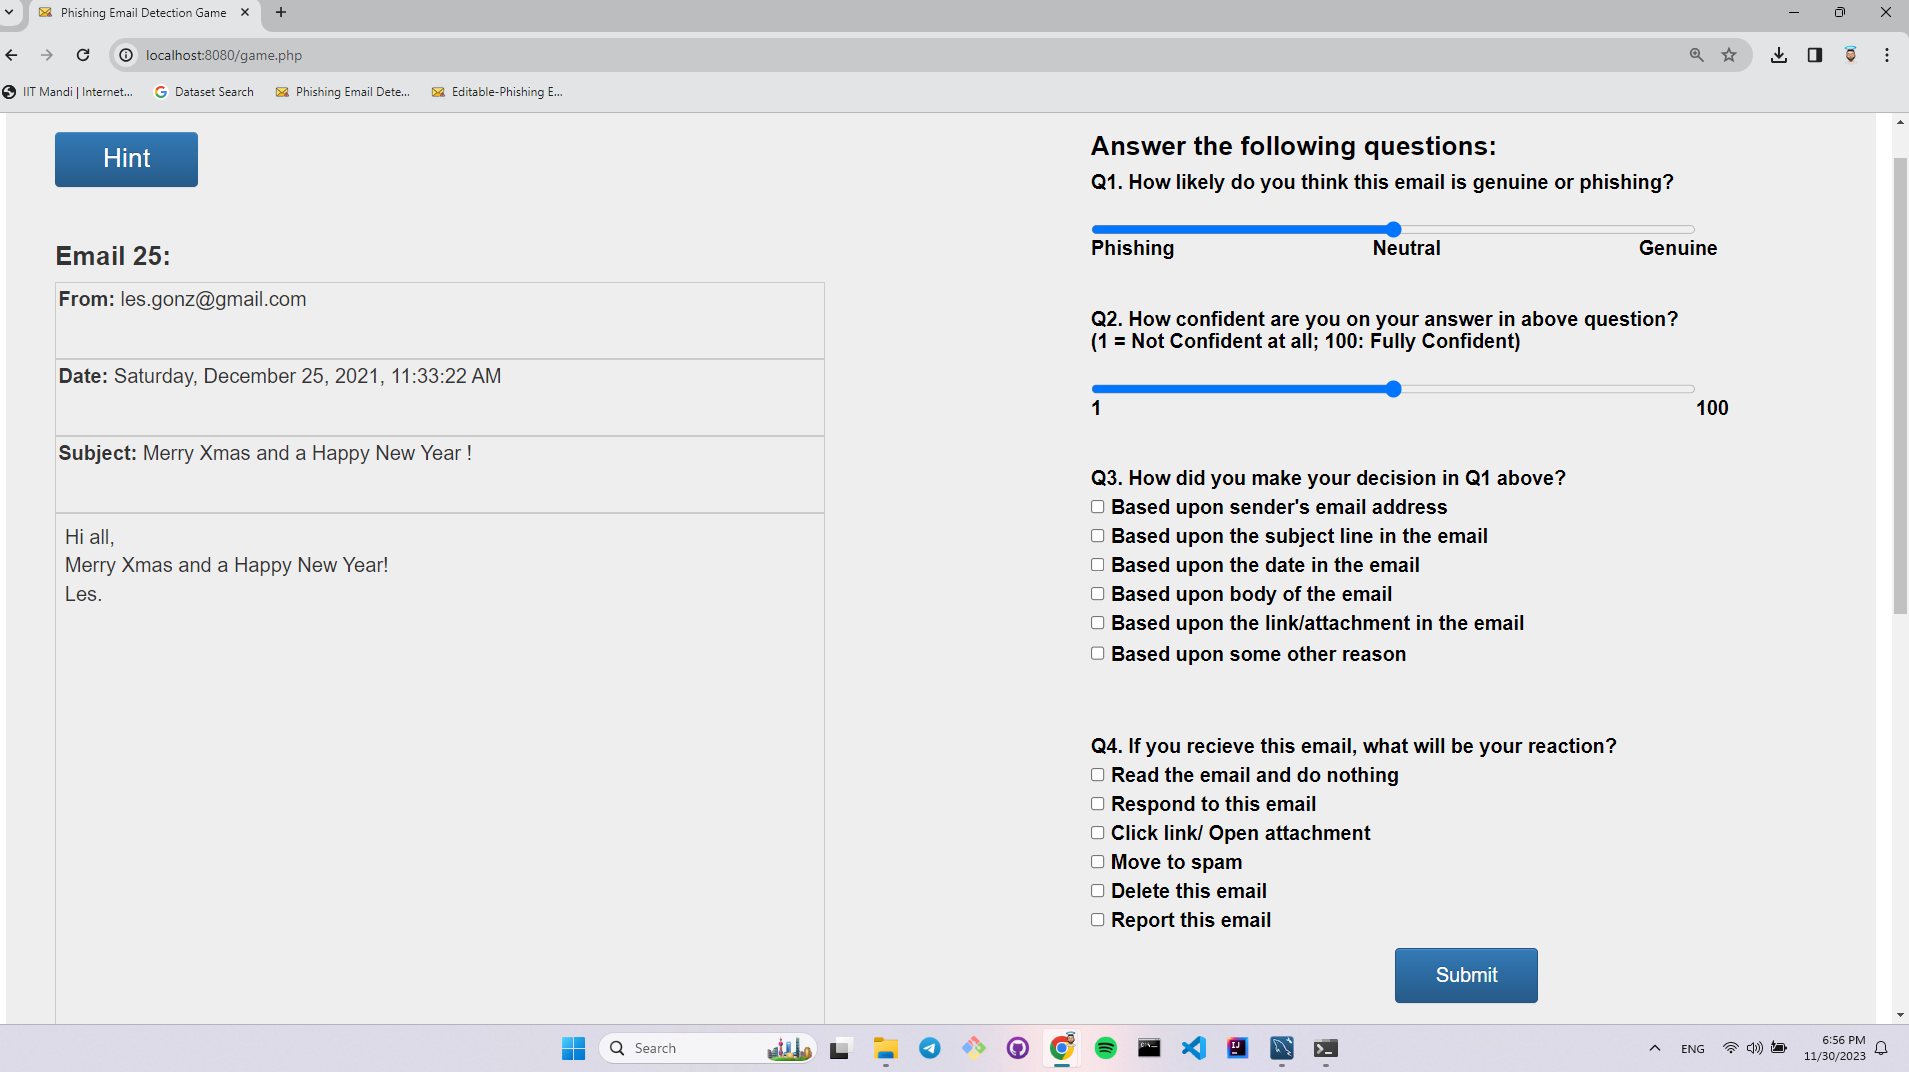 Phishing Email Detection Game
localhost:8080/game.php
IIT Mandi | Internet...
Dataset Search
Phishing Email Dete...
Editable-Phishing E...
Hint
Email 25:
From: les.gonz@gmail.com
Date: Saturday, December 25, 2021, 11:33:22 AM
Subject: Merry Xmas and a Happy New Year !
Hi all,
Merry Xmas and a Happy New Year!
Les.
Answer the following questions:
Q1. How likely do you think this email is genuine or phishing?
Phishing Neutral Genuine
Q2. How confident are you on your answer in above question?
(1 = Not Confident at all; 100: Fully Confident)
1 100
Q3. How did you make your decision in Q1 above?
Based upon sender's email address
Based upon the subject line in the email
Based upon the date in the email
Based upon body of the email
Based upon the link/attachment in the email
Based upon some other reason
Q4. If you recieve this email, what will be your reaction?
Read the email and do nothing
Respond to this email
Click link/ Open attachment
Move to spam
Delete this email
Report this email
Submit
Search
ENG
6:56 PM
11/30/2023